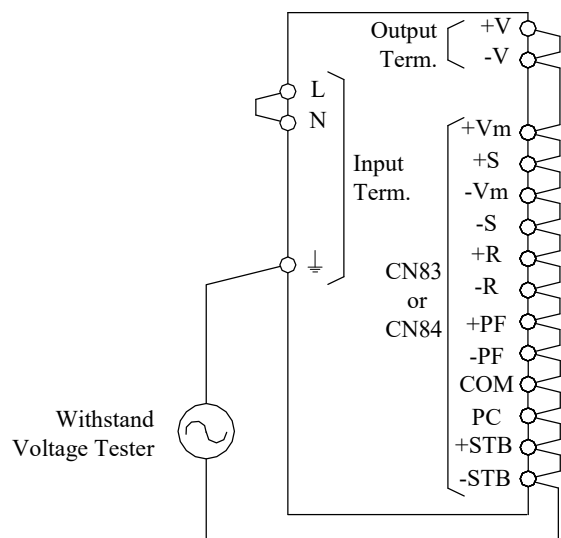 Output
Term.
+V
-V
L
N
Input
Term.
⏚
CN83
or
CN84
+Vm
+S
-Vm
-S
+R
-R
+PF
-PF
COM
PC
+STB
-STB
Withstand
Voltage Tester